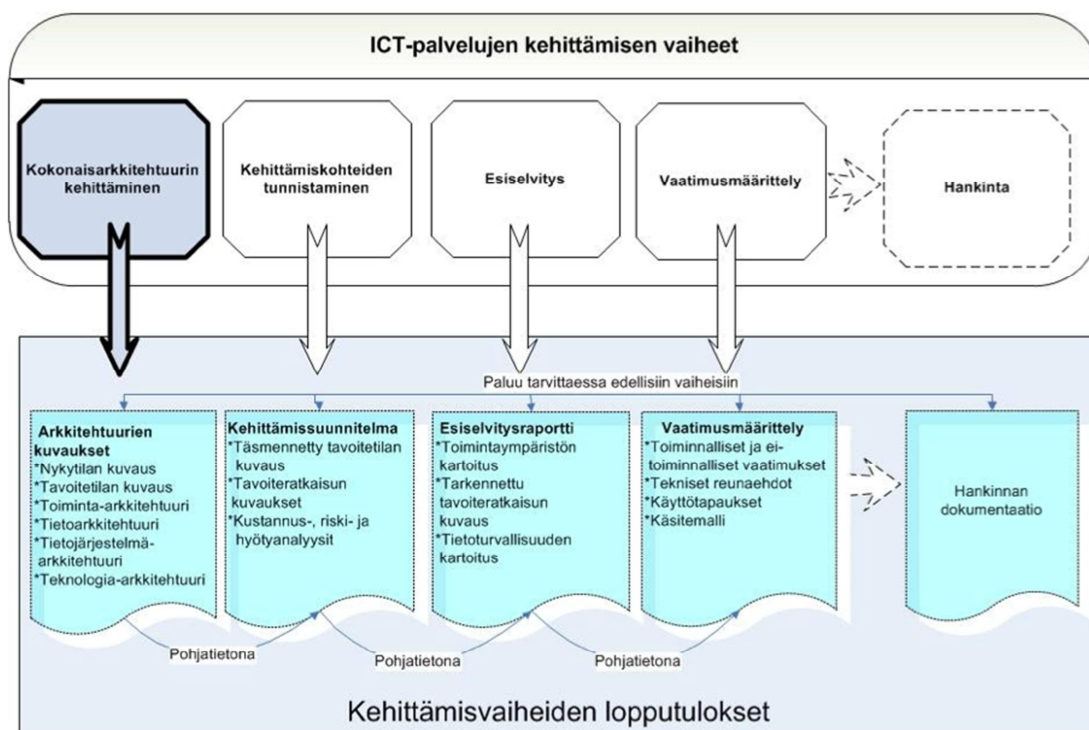 ICT-palvelujen kehittämisen vaiheet
Kokonaisarkkitehtuurin
kehittäminen
Kehittämiskohteiden
tunnistaminen
Esiselvitys
Vaatimusmäärittely
Hankinta
Paluu tarvittaessa edellisiin vaiheisiin
Arkkitehtuurien
kuvaukset
*Nykytilan kuvaus
*Tavoitetilan kuvaus
*Toiminta-arkkitehtuuri
*Tietoarkkitehtuuri
*Tietojärjestelmä-
arkkitehtuuri
*Teknologia-arkkitehtuuri
Kehittämissuunnitelma
*Täsmennetty tavoitetilan
kuvaus
*Tavoiteratkaisun
kuvaukset
*Kustannus-, riski- ja
hyötyanalyysit
Esiselvitysraportti
*Toimintaympäristön
kartoitus
*Tarkennettu
tavoiteratkaisun
kuvaus
*Tietoturvallisuuden
kartoitus
Vaatimusmäärittely
*Toiminnalliset ja ei-
toiminnalliset vaatimukset
*Tekniset reunaehdot
*Käyttötapaukset
*Käsitemalli
Hankinnan
dokumentaatio
Pohjatietona
Pohjatietona
Pohjatietona
Kehittämisvaiheiden lopputulokset